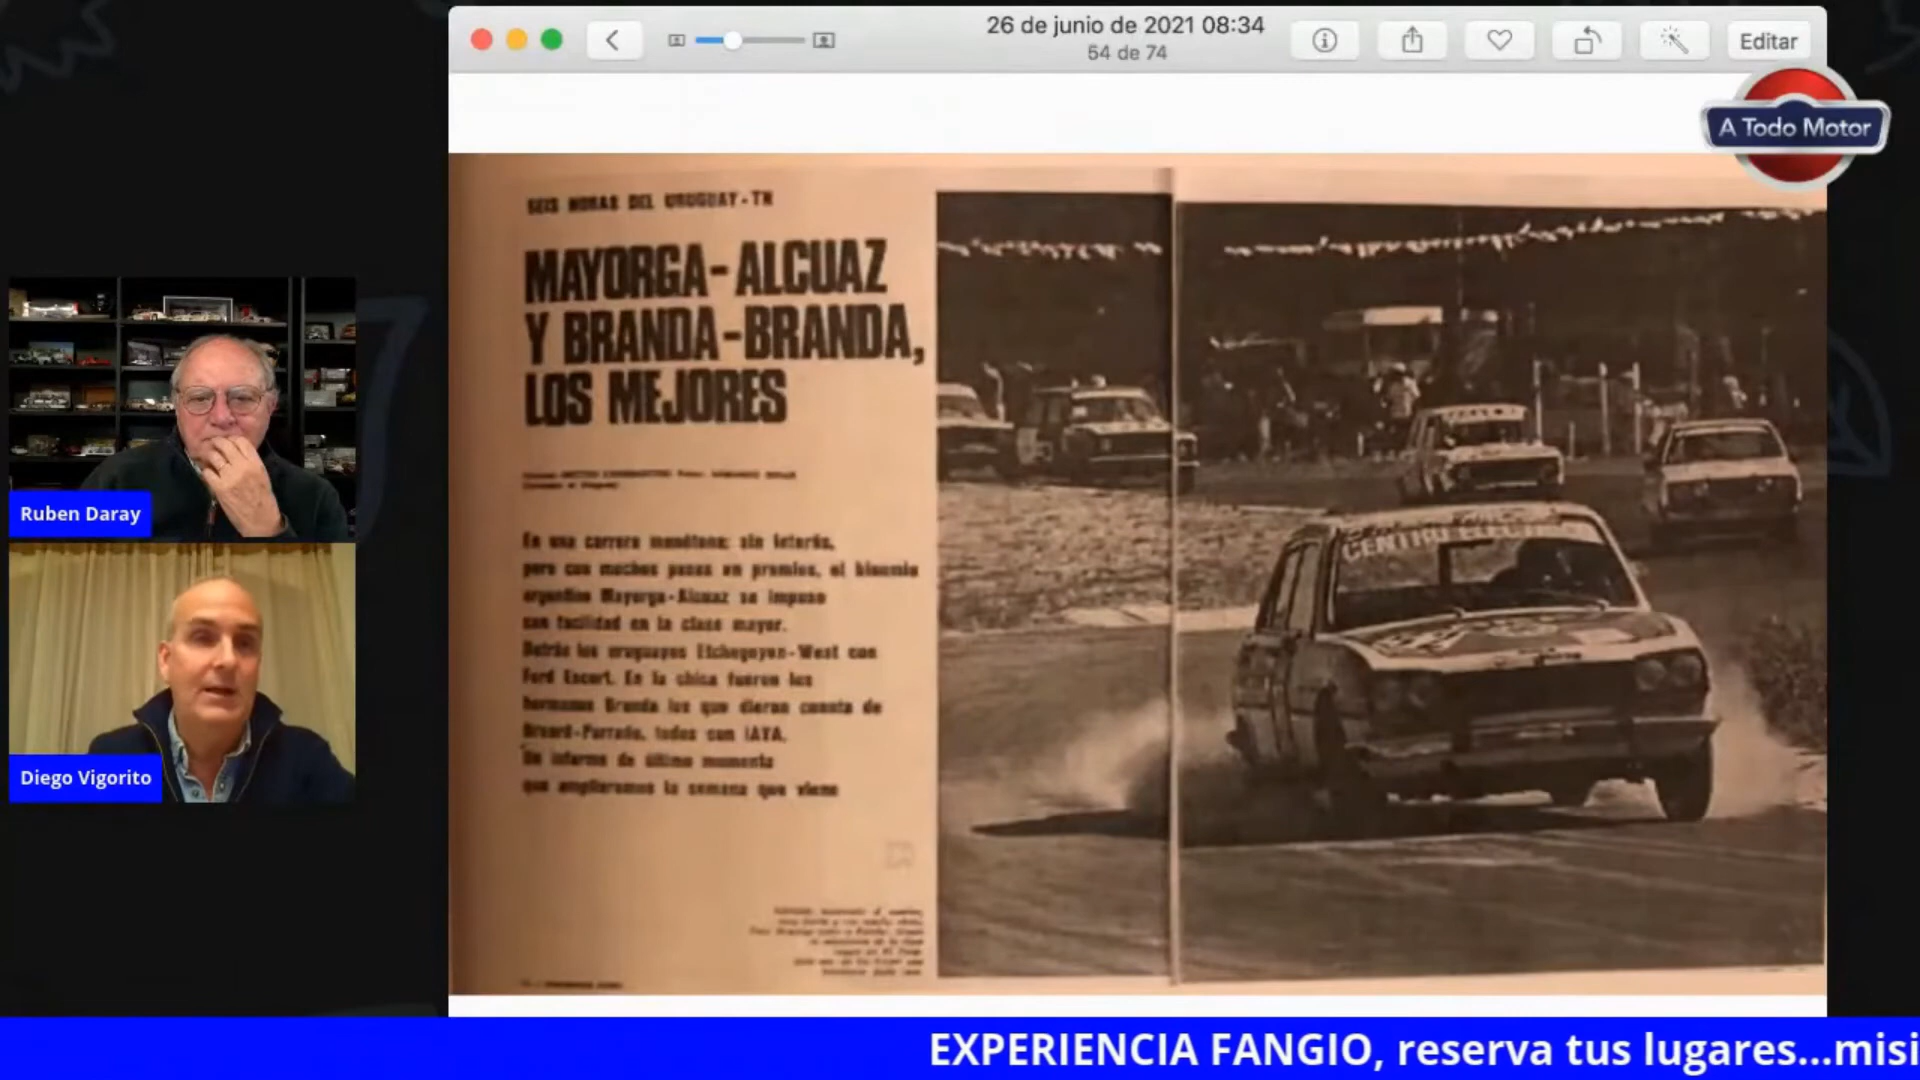 26 de junio de 2021 08:34
54 de 74
Editar
A Todo Motor
SEIS HORAS DEL URUGUAY-TN
MAYORGA-ALCUAZ
Y BRANDA-BRANDA,
LOS MEJORES
En una carrera monótona; sin interés,
pero con muchos pesos en premios, el binomio
argentino Mayorga-Alcuaz se impuso
con facilidad en la clase mayor.
Detrás los uruguayos Etchegoyen-West con
Ford Escort. En la chica fueron los
hermanos Branda los que dieron cuenta de
todos con IAVA.
Un informe de último momento
que ampliaremos la semana que viene
CENTRO
Ruben Daray
Diego Vigorito
EXPERIENCIA FANGIO, reserva tus lugares...misi